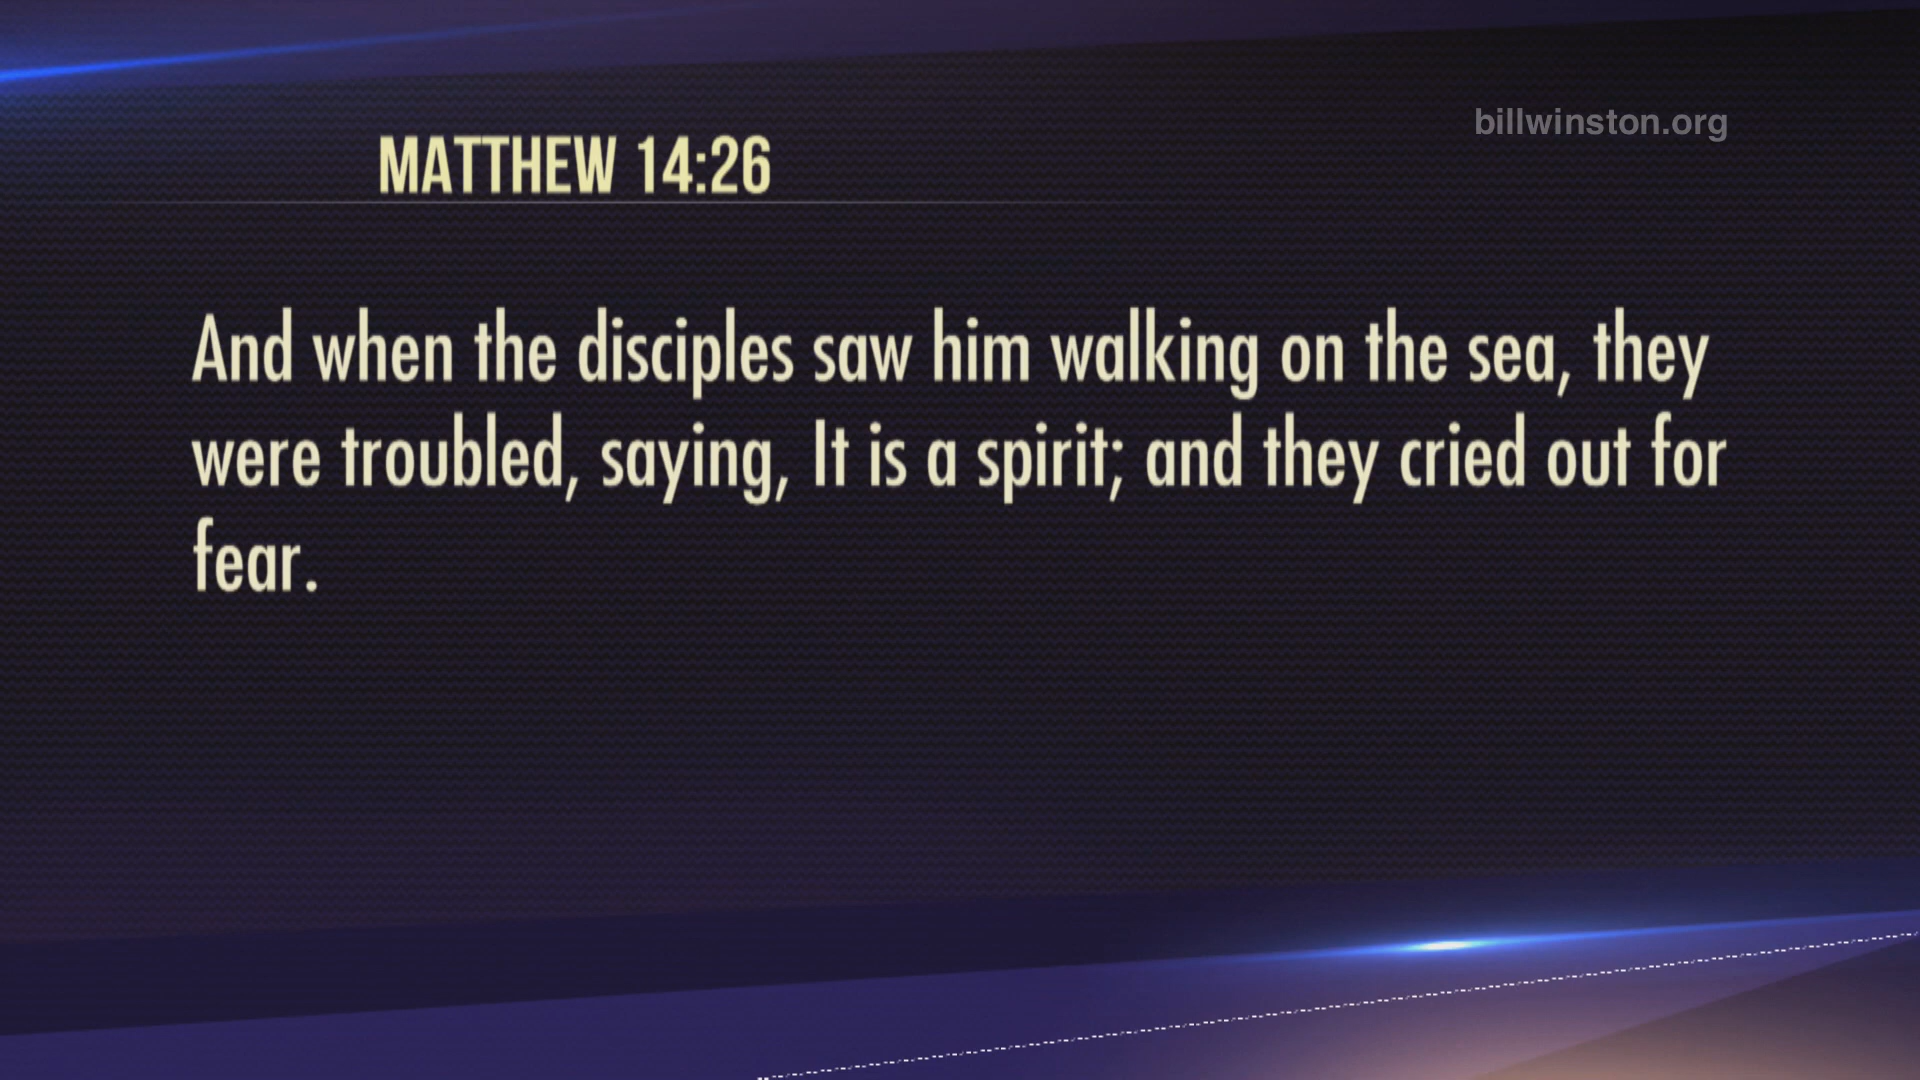 billwinston.org
MATTHEW 14:26
And when the disciples saw him walking on the sea, they
were troubled, saying, It is a spirit; and they cried out for
fear.